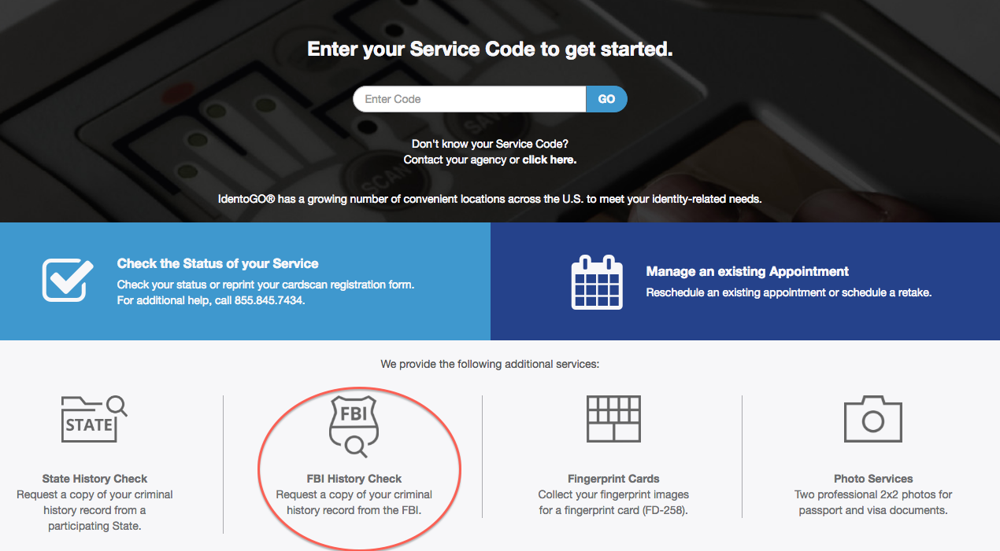 Enter your Service Code to get started.
Enter Code
GO
SAVE
SCAN
Don't know your Service Code?
Contact your agency or click here.
IdentoGO® has a growing number of convenient locations across the U.S. to meet your identity-related needs.
Check the Status of your Service
Check your status or reprint your cardscan registration form.
For additional help, call 855.845.7434.
Manage an existing Appointment
Reschedule an existing appointment or schedule a retake.
We provide the following additional services:
STATE
State History Check
Request a copy of your criminal
history record from a
participating State.
FBI
FBI History Check
Request a copy of your criminal
history record from the FBI.
Fingerprint Cards
Collect your fingerprint images
for a fingerprint card (FD-258).
Photo Services
Two professional 2x2 photos for
passport and visa documents.